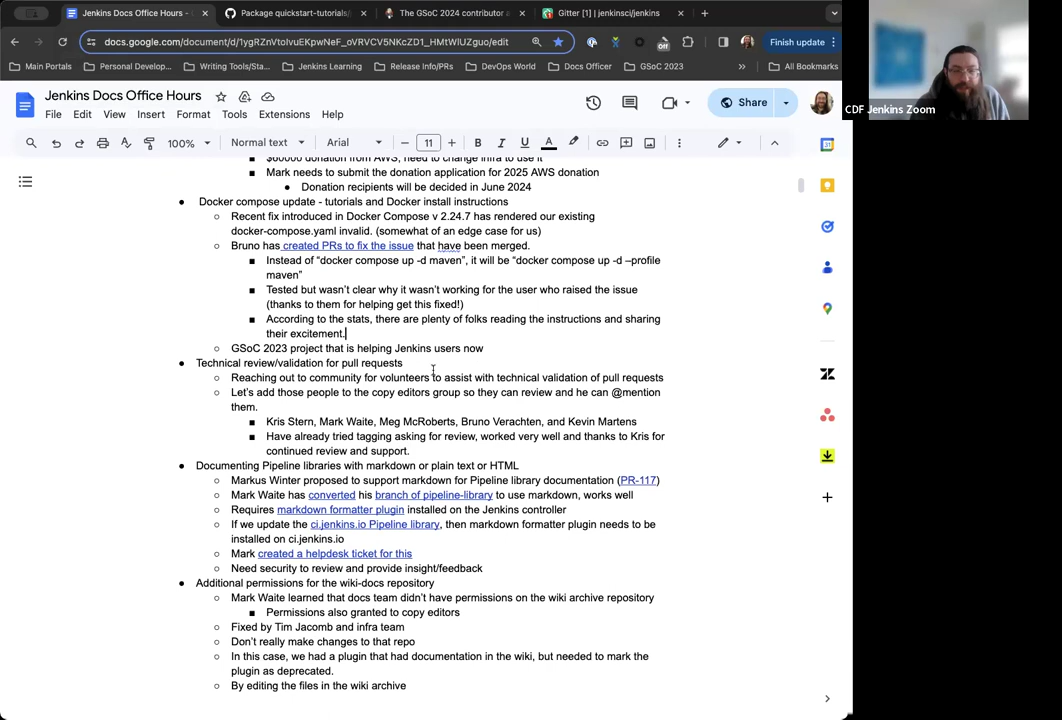 Jenkins Docs Office Hours -
Package quickstart-tutorials/
The GSoC 2024 contributor a
Gitter [1] | jenkinsci/jenkins
docs.google.com/document/d/1ygRZnVtoIvuEKpwNeF_oVRVCV5NKcZD1_HMtWlUZguo/edit
Off
Finish update
Main Portals
Personal Develop...
Writing Tools/Sta...
Jenkins Learning
Release Info/PRs
DevOps World
Docs Officer
GSoC 2023
»
All Bookmarks
Jenkins Docs Office Hours
File Edit View Insert Format Tools Extensions Help
Share
CDF Jenkins Zoom
100% Normal text Arial 11 B I U A
$60000 donation from AWS, need to change infra to use it
Mark needs to submit the donation application for 2025 AWS donation
Donation recipients will be decided in June 2024
Docker compose update - tutorials and Docker install instructions
Recent fix introduced in Docker Compose v 2.24.7 has rendered our existing
docker-compose.yaml invalid. (somewhat of an edge case for us)
Bruno has created PRs to fix the issue that have been merged.
Instead of “docker compose up -d maven”, it will be “docker compose up -d –profile
maven”
Tested but wasn’t clear why it wasn’t working for the user who raised the issue
(thanks to them for helping get this fixed!)
According to the stats, there are plenty of folks reading the instructions and sharing
their excitement.
GSoC 2023 project that is helping Jenkins users now
Technical review/validation for pull requests
Reaching out to community for volunteers to assist with technical validation of pull requests
Let’s add those people to the copy editors group so they can review and he can @mention
them.
Kris Stern, Mark Waite, Meg McRoberts, Bruno Verachten, and Kevin Martens
Have already tried tagging asking for review, worked very well and thanks to Kris for
continued review and support.
Documenting Pipeline libraries with markdown or plain text or HTML
Markus Winter proposed to support markdown for Pipeline library documentation (PR-117)
Mark Waite has converted his branch of pipeline-library to use markdown, works well
Requires markdown formatter plugin installed on the Jenkins controller
If we update the ci.jenkins.io Pipeline library, then markdown formatter plugin needs to be
installed on ci.jenkins.io
Mark created a helpdesk ticket for this
Need security to review and provide insight/feedback
Additional permissions for the wiki-docs repository
Mark Waite learned that docs team didn’t have permissions on the wiki archive repository
Permissions also granted to copy editors
Fixed by Tim Jacomb and infra team
Don’t really make changes to that repo
In this case, we had a plugin that had documentation in the wiki, but needed to mark the
plugin as deprecated.
By editing the files in the wiki archive